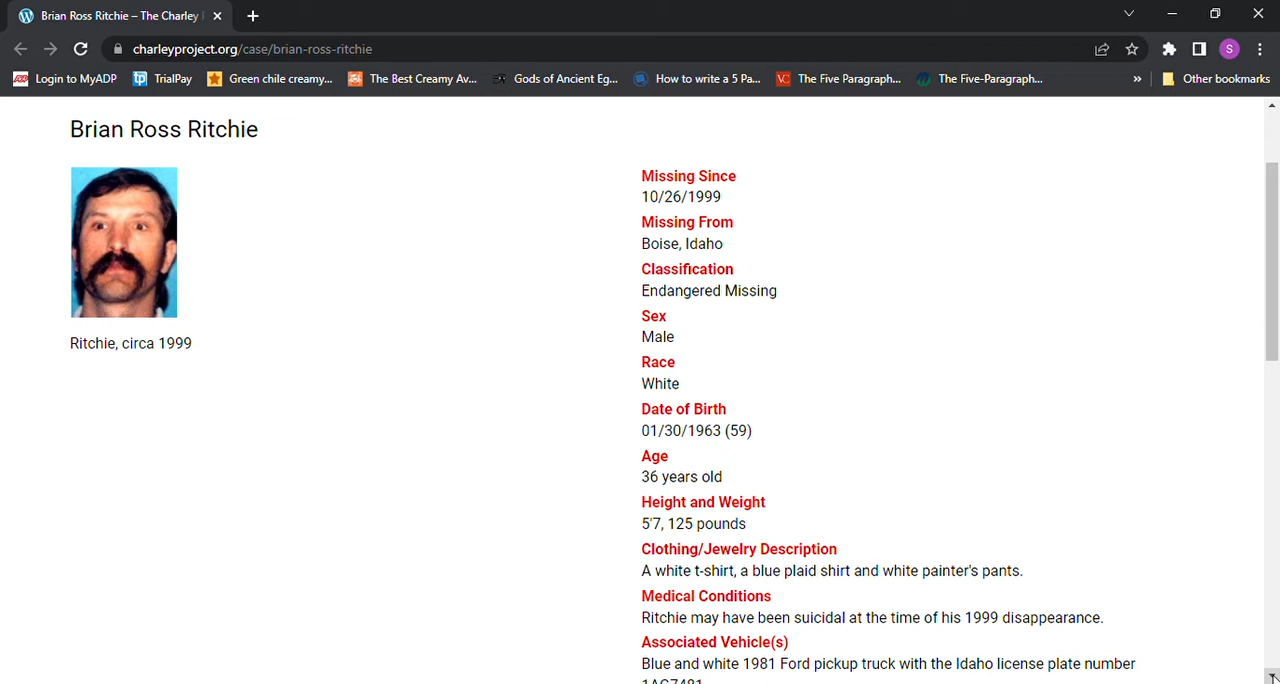 Brian Ross Ritchie – The Charley
charleyproject.org/case/brian-ross-ritchie
S
ADP Login to MyADP tp TrialPay Green chile creamy... The Best Creamy Av... Gods of Ancient Eg... How to write a 5 Pa... VC The Five Paragraph... The Five-Paragraph... » Other bookmarks
Brian Ross Ritchie
Ritchie, circa 1999
Missing Since
10/26/1999
Missing From
Boise, Idaho
Classification
Endangered Missing
Sex
Male
Race
White
Date of Birth
01/30/1963 (59)
Age
36 years old
Height and Weight
5'7, 125 pounds
Clothing/Jewelry Description
A white t-shirt, a blue plaid shirt and white painter's pants.
Medical Conditions
Ritchie may have been suicidal at the time of his 1999 disappearance.
Associated Vehicle(s)
Blue and white 1981 Ford pickup truck with the Idaho license plate number